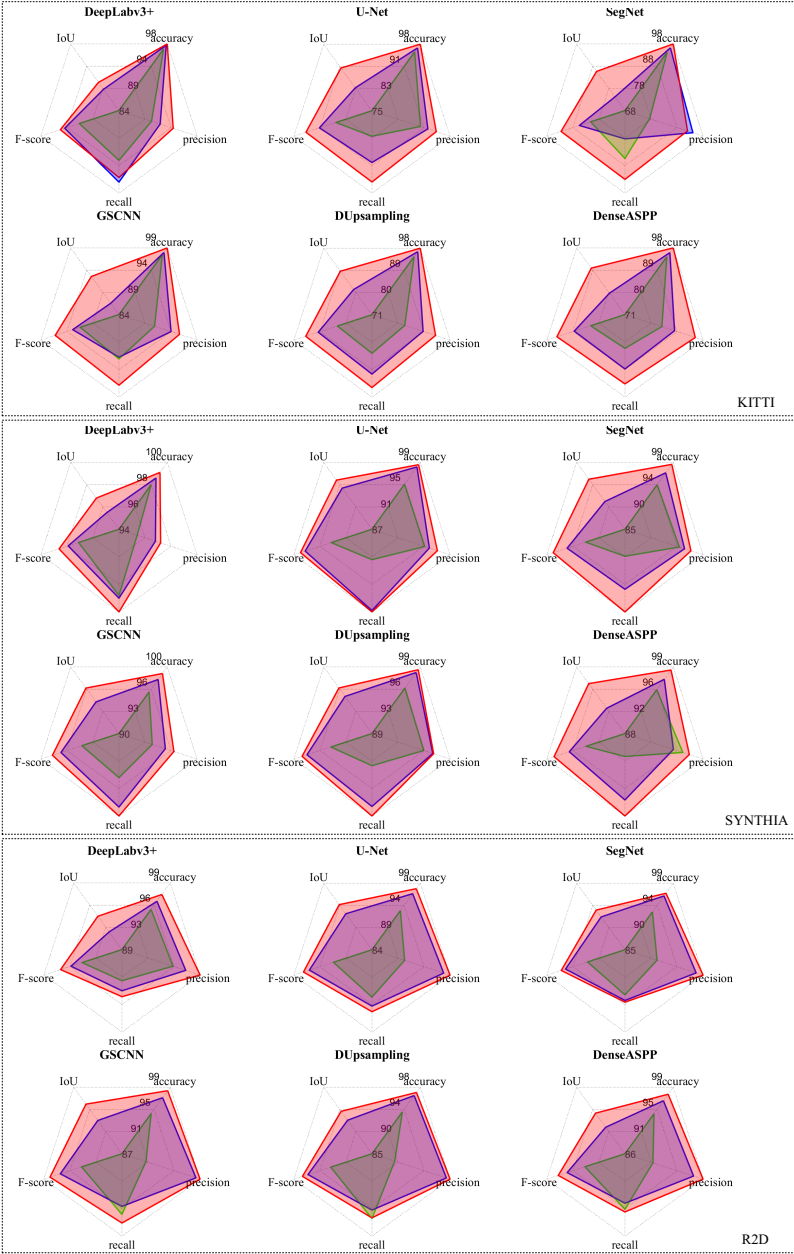 DeepLabv3+ U-Net SegNet
IoU 98 accuracy IoU 98 accuracy IoU 98 accuracy
94 91 88
89 83 78
84 75 68
F-score precision F-score precision F-score precision
recall recall recall
GSCNN DUpsampling DenseASPP
IoU 99 accuracy IoU 98 accuracy IoU 98 accuracy
94 88 89
89 80 80
84 71 71
F-score precision F-score precision F-score precision
recall recall recall
KITTI
DeepLabv3+ U-Net SegNet
IoU 100 accuracy IoU 99 accuracy IoU 99 accuracy
98 95 94
96 91 90
94 87 85
F-score precision F-score precision F-score precision
recall recall recall
GSCNN DUpsampling DenseASPP
IoU 100 accuracy IoU 99 accuracy IoU 99 accuracy
96 96 96
93 93 92
90 89 88
F-score precision F-score precision F-score precision
recall recall recall
SYNTHIA
DeepLabv3+ U-Net SegNet
IoU 99 accuracy IoU 99 accuracy IoU 99 accuracy
96 94 94
93 89 90
89 84 85
F-score precision F-score precision F-score precision
recall recall recall
GSCNN DUpsampling DenseASPP
IoU 99 accuracy IoU 99 accuracy IoU 99 accuracy
95 94 95
91 90 91
87 85 86
F-score precision F-score precision F-score precision
recall recall recall
R2D